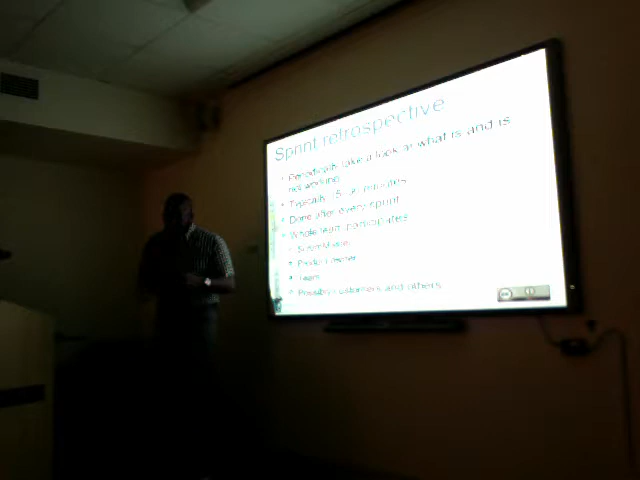 Sprint retrospective
Periodically take a look at what is and is
not working
Typically 15-30 minutes
Done after every sprint
Whole team participates
ScrumMaster
Product owner
Team
Possibly customers and others